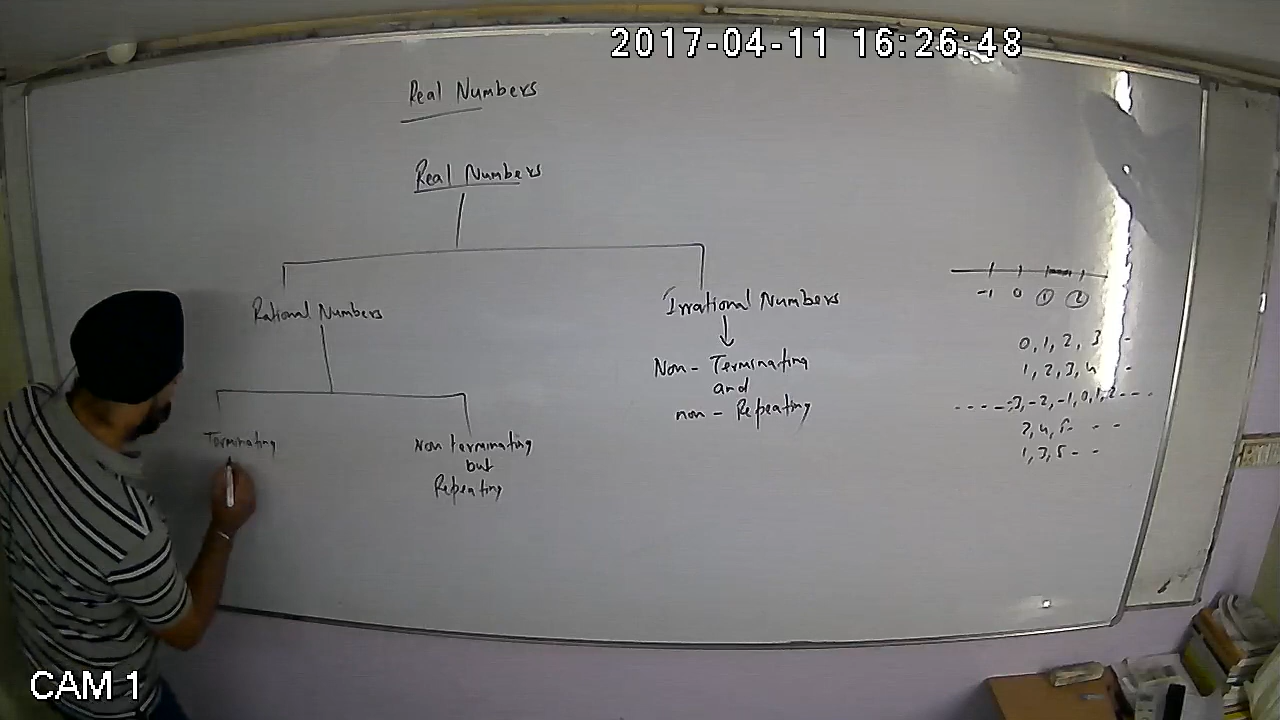 2017-04-11 16:26:48
Real Numbers
Real Numbers
Rational Numbers
Irrational Numbers
Non-Terminating
and
non-Repeating
Terminating
Non terminating
but
Repeating
-1 0 1 2
0, 1, 2, 3 -
1, 2, 3, 4 -
-----3, -2, -1, 0, 1, 2---
2, 4, 6- - -
1, 3, 5- -
CAM 1